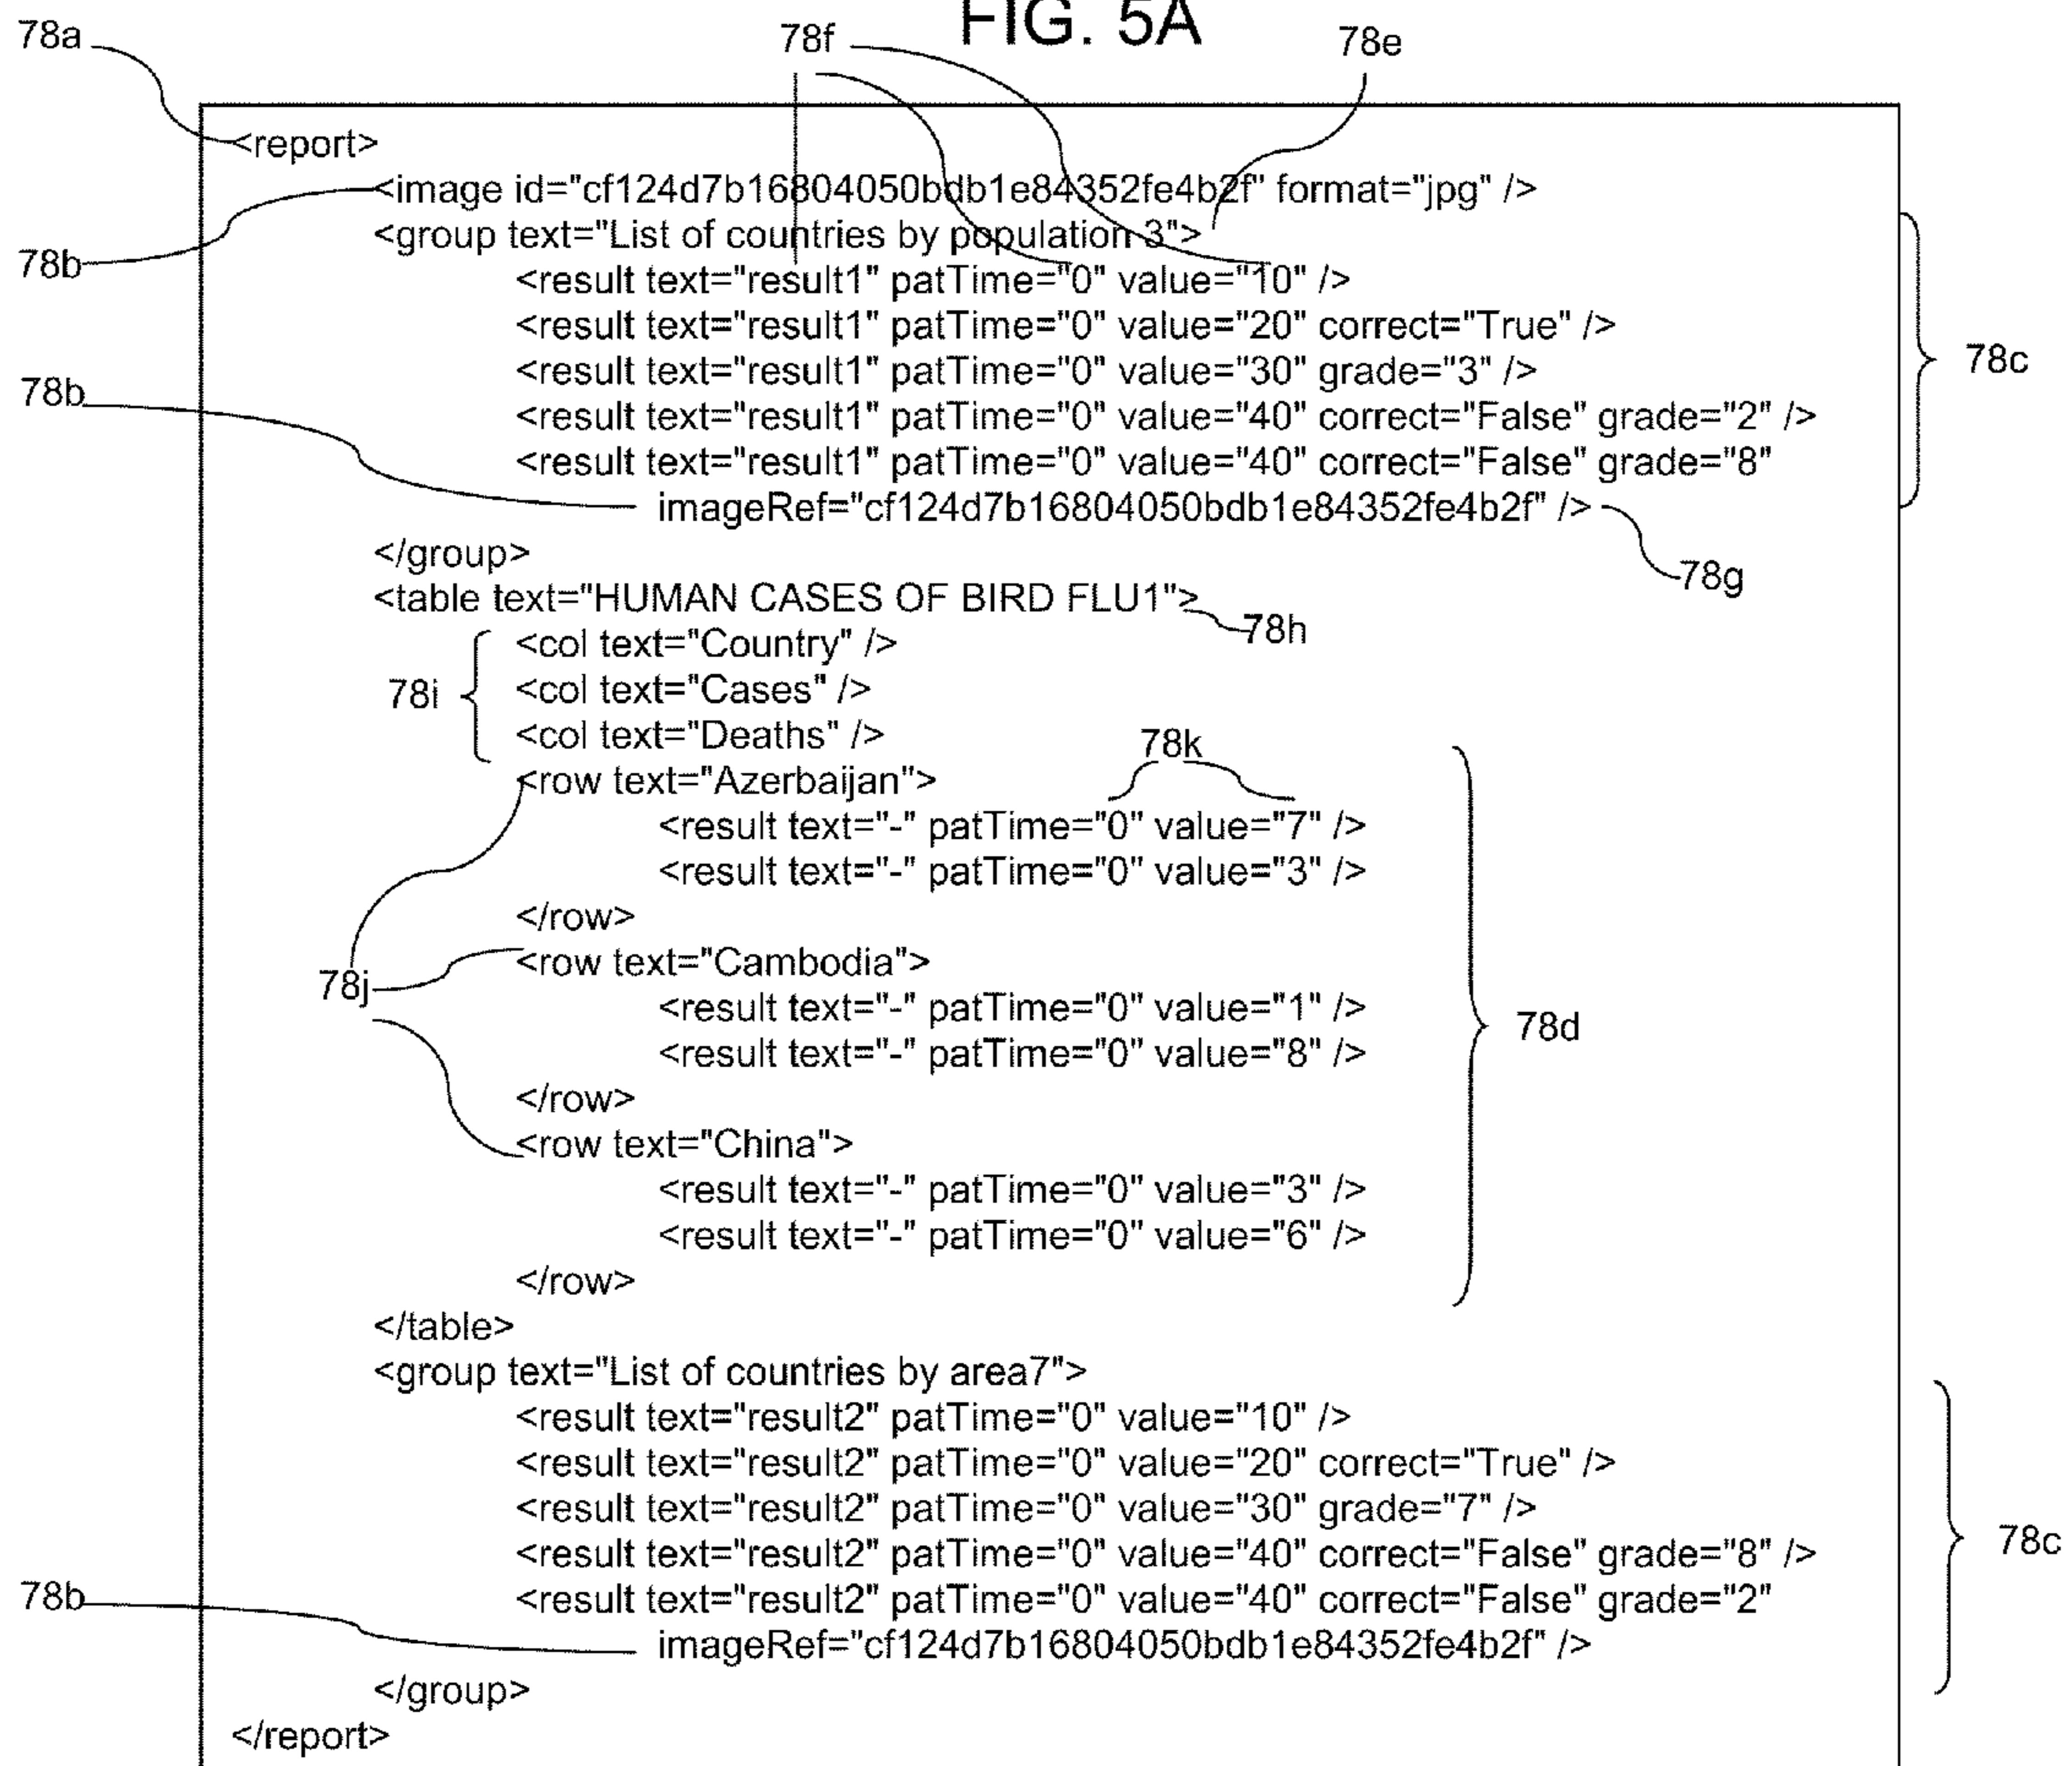 FIG. 5A
78a
78f
78e
<report>
<image id="cf124d7b16804050bdb1e84352fe4b2f" format="jpg" />
<group text="List of countries by population 3">
78b
<result text="result1" patTime="0" value="10" />
<result text="result1" patTime="0" value="20" correct="True" />
<result text="result1" patTime="0" value="30" grade="3" />
78c
78b
<result text="result1" patTime="0" value="40" correct="False" grade="2" />
<result text="result1" patTime="0" value="40" correct="False" grade="8"
imageRef="cf124d7b16804050bdb1e84352fe4b2f" />
</group>
78g
<table text="HUMAN CASES OF BIRD FLU1">
78h
<col text="Country" />
78i
<col text="Cases" />
<col text="Deaths" />
78k
<row text="Azerbaijan">
<result text="-" patTime="0" value="7" />
<result text="-" patTime="0" value="3" />
</row>
<row text="Cambodia">
78j
<result text="-" patTime="0" value="1" />
78d
<result text="-" patTime="0" value="8" />
</row>
<row text="China">
<result text="-" patTime="0" value="3" />
<result text="-" patTime="0" value="6" />
</row>
</table>
<group text="List of countries by area7">
<result text="result2" patTime="0" value="10" />
<result text="result2" patTime="0" value="20" correct="True" />
<result text="result2" patTime="0" value="30" grade="7" />
<result text="result2" patTime="0" value="40" correct="False" grade="8" />
78c
78b
<result text="result2" patTime="0" value="40" correct="False" grade="2"
imageRef="cf124d7b16804050bdb1e84352fe4b2f" />
</group>
</report>